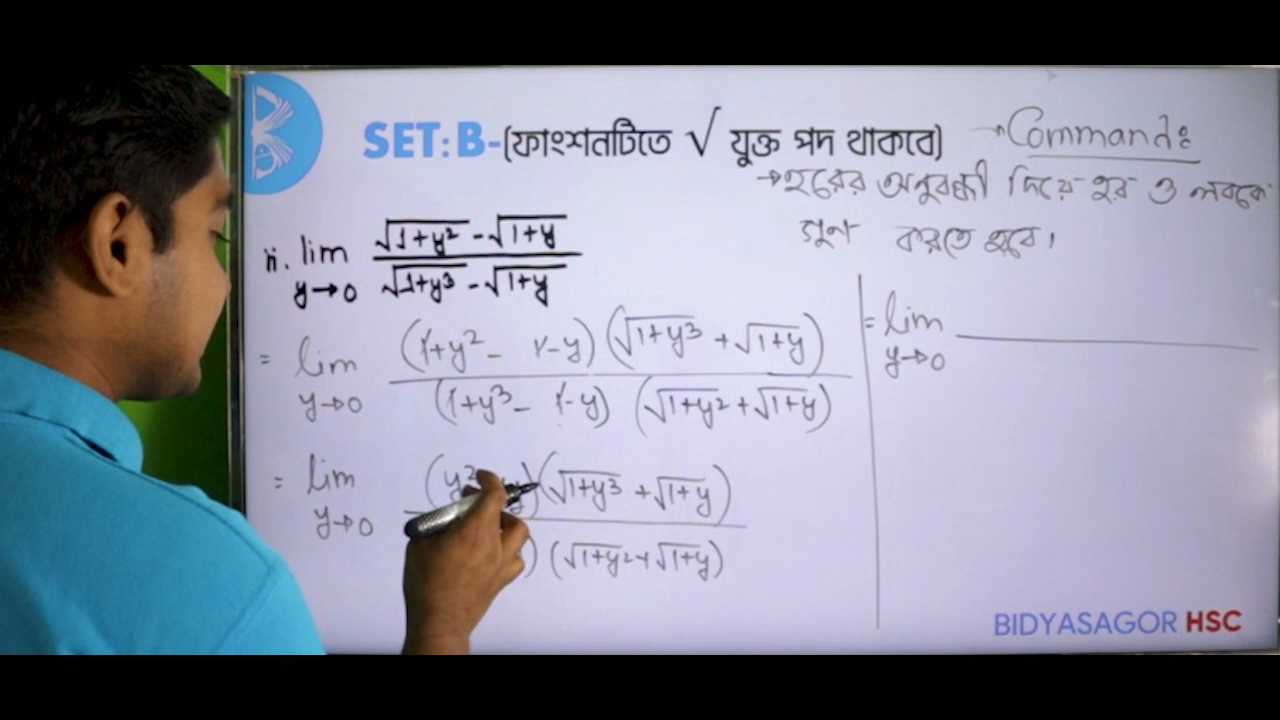 SET: B-(ফাংশনটিতে √ যুক্ত পদ থাকবে)
→ Command:
→ হরের অনুবন্ধী দিয়ে হর ও লবকে
গুণ করতে হবে।
ii. lim y→0 (√1+y² - √1+y) / (√1+y³ - √1+y)
= lim y→0 (1+y² - 1-y) (√1+y³ + √1+y) / (1+y³ - 1-y) (√1+y² + √1+y)
= lim y→0 (y² y) (√1+y³ + √1+y) / ) (√1+y² + √1+y)
= lim y→0
BIDYASAGOR HSC